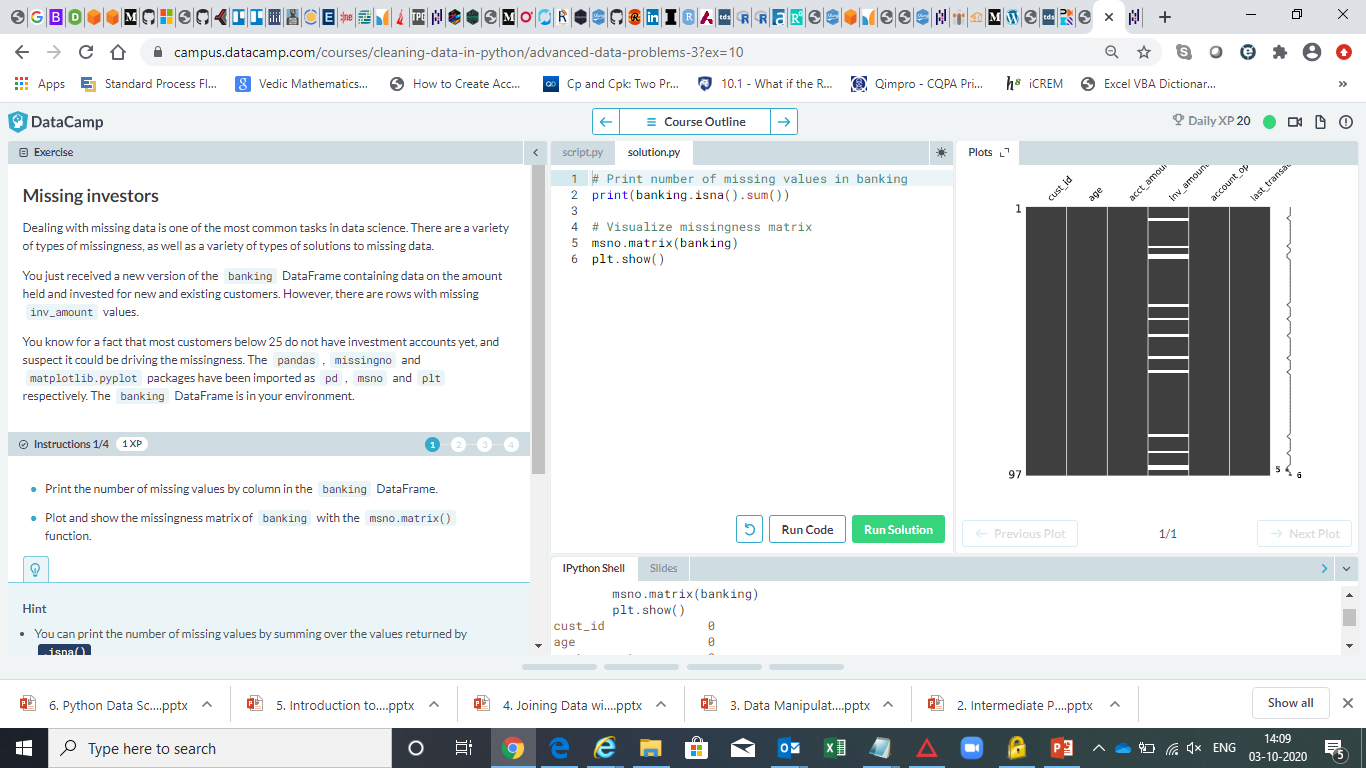 campus.datacamp.com/courses/cleaning-data-in-python/advanced-data-problems-3?ex=10
Apps
Standard Process Fl...
Vedic Mathematics...
How to Create Acc...
Cp and Cpk: Two Pr...
10.1 - What if the R...
Qimpro - CQPA Pri...
iCREM
Excel VBA Dictionar...
DataCamp
Course Outline
Daily XP 20
Exercise
Missing investors
Dealing with missing data is one of the most common tasks in data science. There are a variety
of types of missingness, as well as a variety of types of solutions to missing data.
You just received a new version of the banking DataFrame containing data on the amount
held and invested for new and existing customers. However, there are rows with missing
inv_amount values.
You know for a fact that most customers below 25 do not have investment accounts yet, and
suspect it could be driving the missingness. The pandas , missingno and
matplotlib.pyplot packages have been imported as pd , msno and plt
respectively. The banking DataFrame is in your environment.
Instructions 1/4 1 XP
1 2 3 4
Print the number of missing values by column in the banking DataFrame.
Plot and show the missingness matrix of banking with the msno.matrix()
function.
Hint
You can print the number of missing values by summing over the values returned by
.isna()
script.py
solution.py
1 # Print number of missing values in banking
2 print(banking.isna().sum())
3
4 # Visualize missingness matrix
5 msno.matrix(banking)
6 plt.show()
Run Code
Run Solution
Plots
cust_id
age
acct_amou
Inv_amoun
account_op
last_transa
1
97
5
6
Previous Plot
1/1
Next Plot
IPython Shell
Slides
msno.matrix(banking)
plt.show()
cust_id 0
age 0
6. Python Data Sc....pptx
5. Introduction to....pptx
4. Joining Data wi....pptx
3. Data Manipulat....pptx
2. Intermediate P....pptx
Show all
Type here to search
ENG
14:09
03-10-2020
5